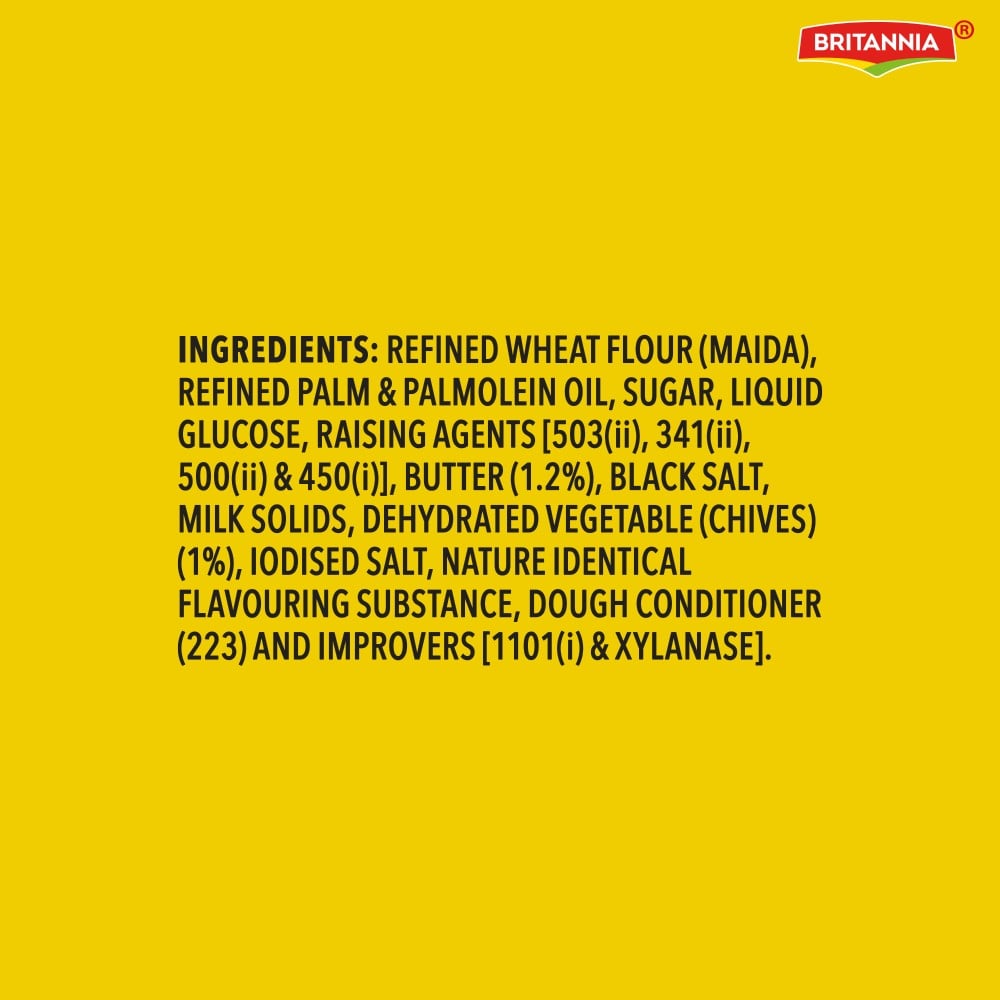 BRITANNIA®
INGREDIENTS: REFINED WHEAT FLOUR (MAIDA),
REFINED PALM & PALMOLEIN OIL, SUGAR, LIQUID
GLUCOSE, RAISING AGENTS [503(ii), 341(ii),
500(ii) & 450(i)], BUTTER (1.2%), BLACK SALT,
MILK SOLIDS, DEHYDRATED VEGETABLE (CHIVES)
(1%), IODISED SALT, NATURE IDENTICAL
FLAVOURING SUBSTANCE, DOUGH CONDITIONER
(223) AND IMPROVERS [1101(i) & XYLANASE].